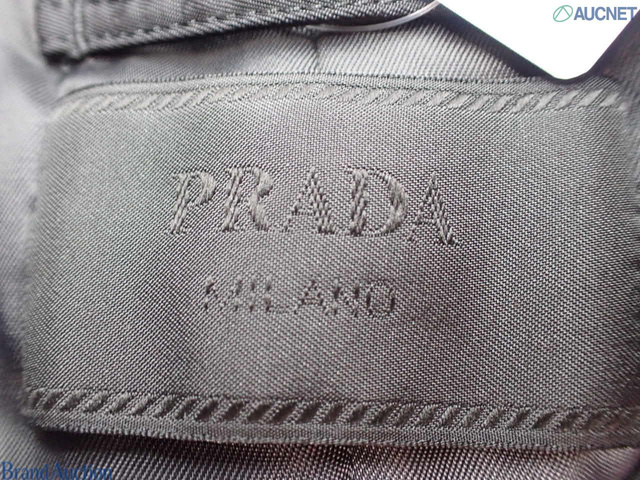 AUCNET
PRADA
MILANO
Brand Auction